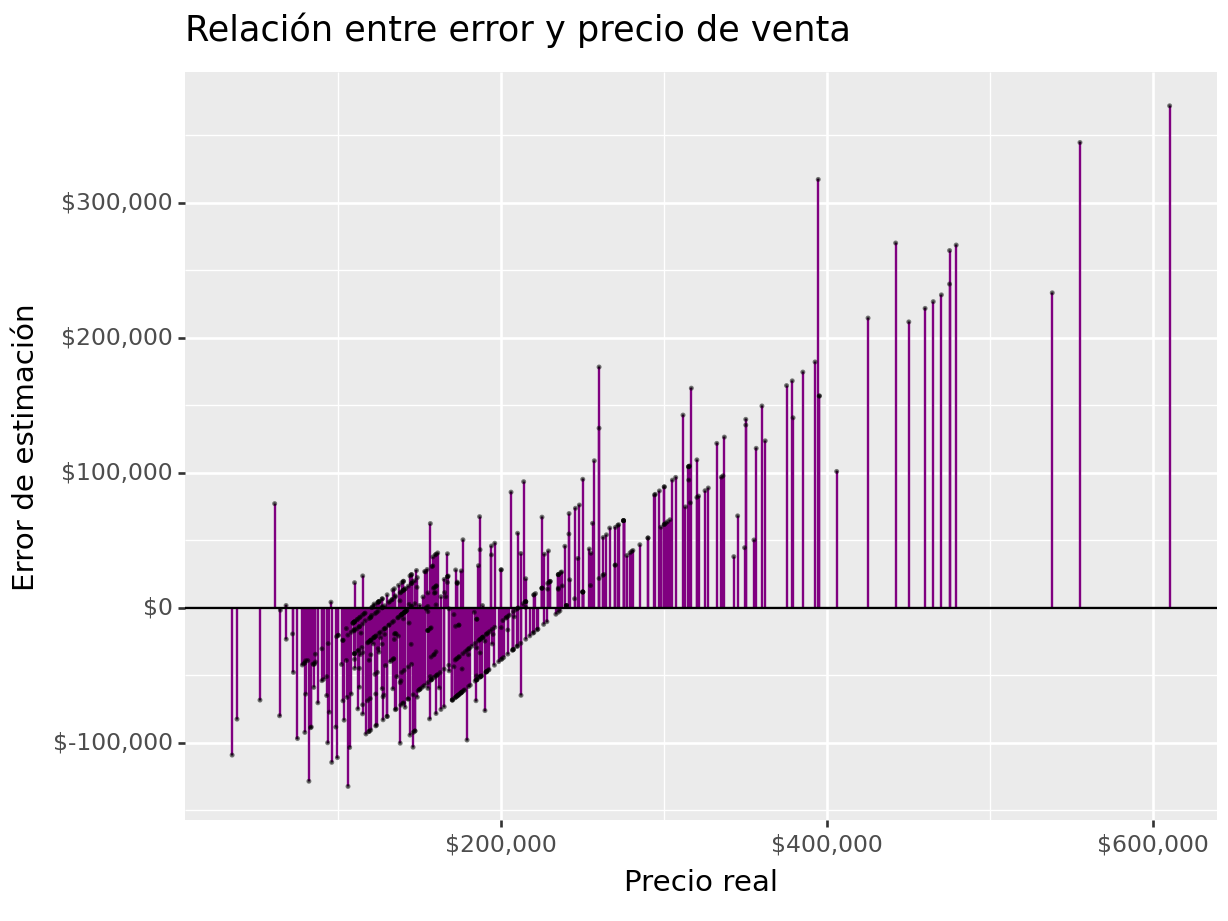 Relación entre error y precio de venta
Error de estimación
$300,000
$200,000
$100,000
$0
$-100,000
$200,000
$400,000
$600,000
Precio real